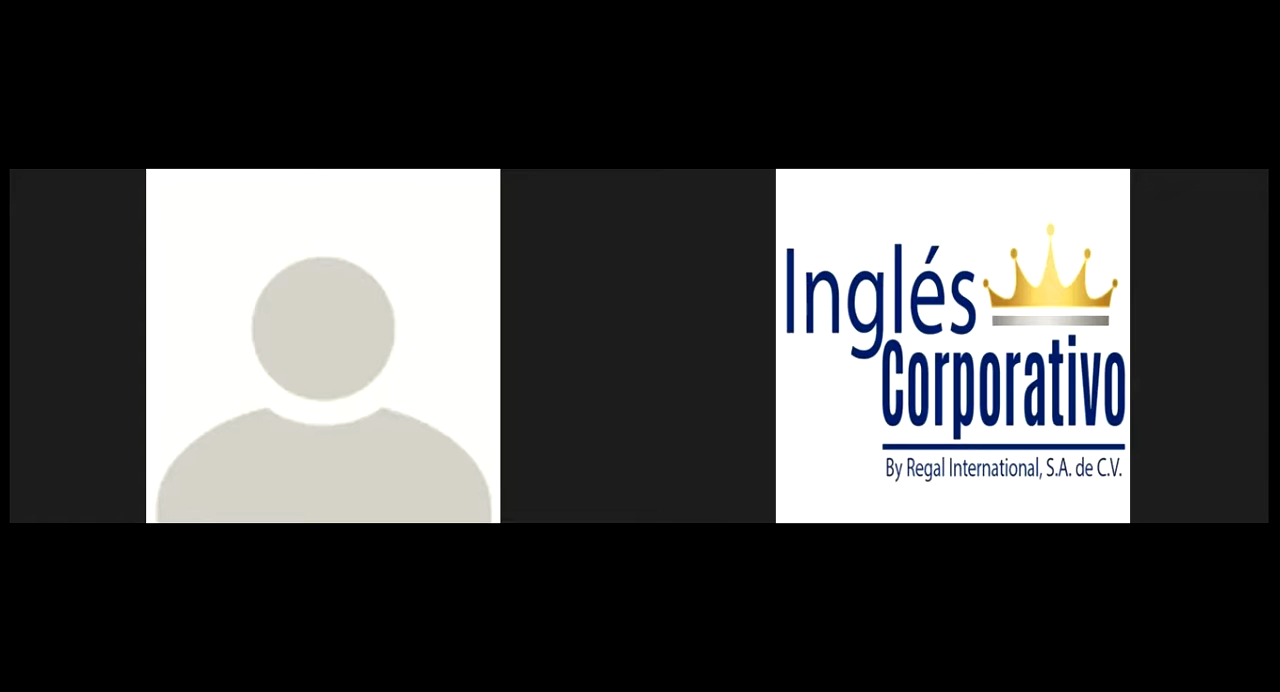 Inglés
Corporativo
By Regal International, S.A. de C.V.